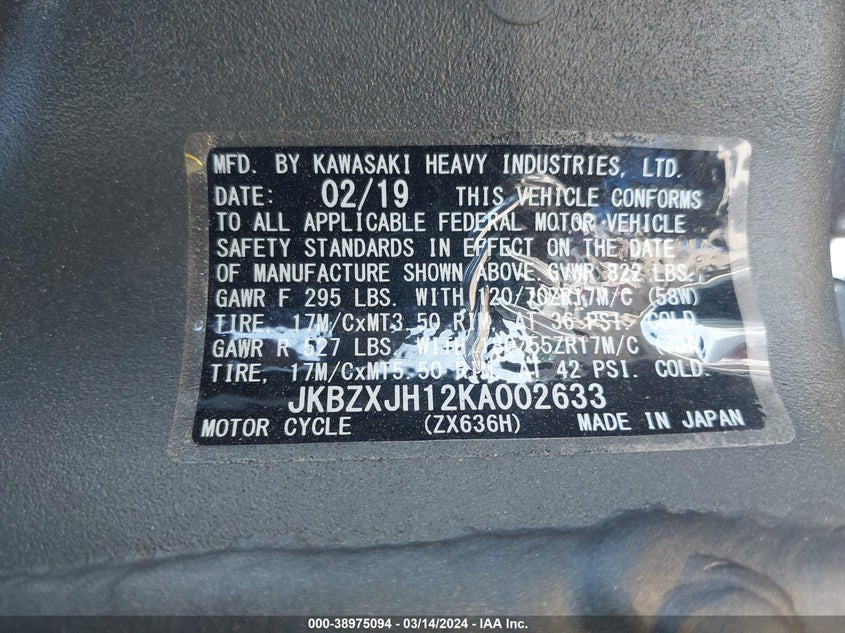 MFD. BY KAWASAKI HEAVY INDUSTRIES, LTD.
DATE: 02/19 THIS VEHICLE CONFORMS
TO ALL APPLICABLE FEDERAL MOTOR VEHICLE
SAFETY STANDARDS IN EFFECT ON THE DATE
OF MANUFACTURE SHOWN ABOVE. GVWR 822 LBS.
GAWR F 295 LBS. WITH 120/70ZR17M/C (58W)
TIRE, 17M/CxMT3.50 RIM, AT 36 PSI. COLD.
GAWR R 527 LBS. WITH
TIRE, 17M/CxMT5.50 RIM, AT 42 PSI. COLD.
JKBZXJH12KA002633
MOTOR CYCLE (ZX636H) MADE IN JAPAN
000-38975094 | 03/14/2024 | IAA Inc.